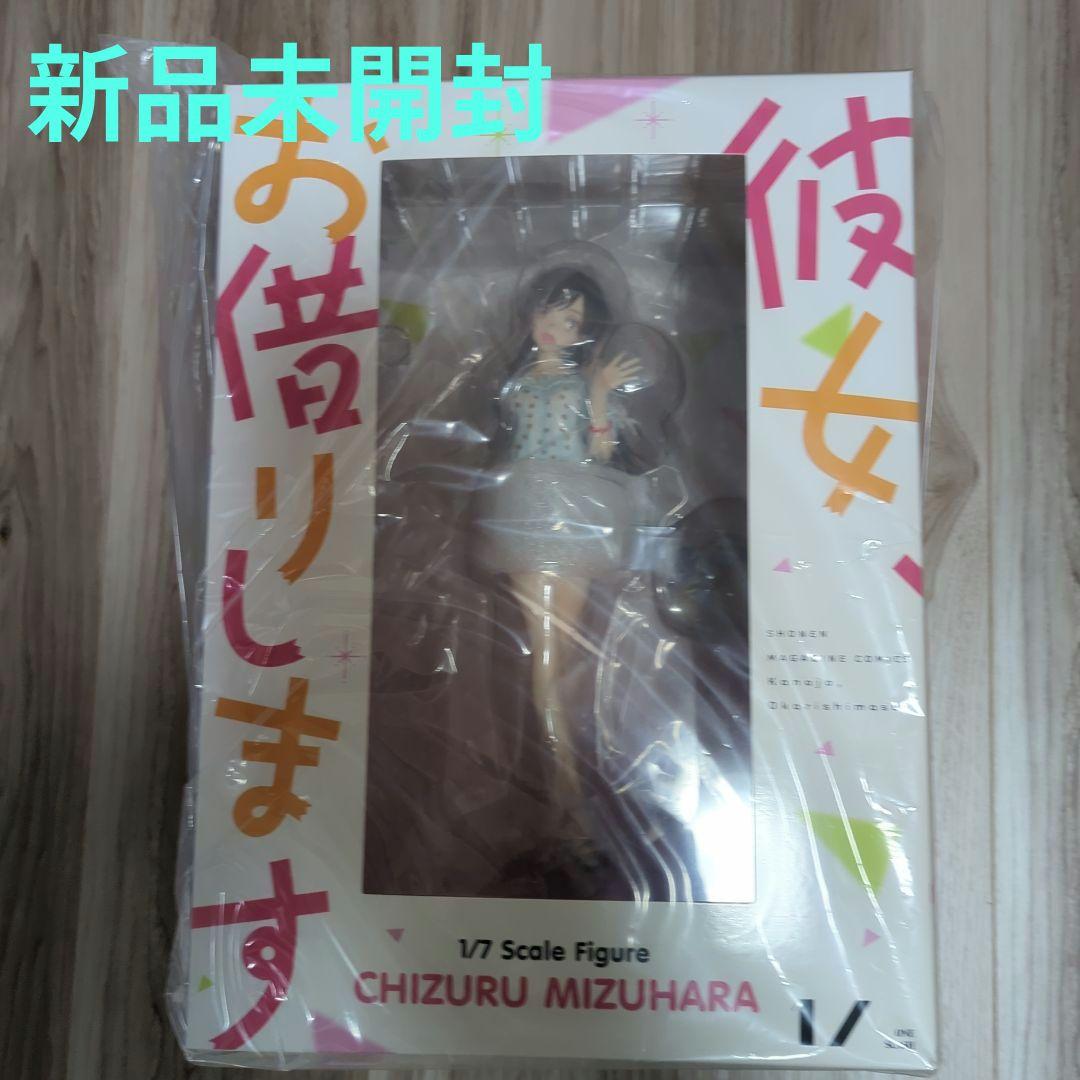 新品未開封
彼女、
お借りします
SHONEN
MAGAZINE COMICS
Kanojo,
Okarishimasu
1/7 Scale Figure
CHIZURU MIZUHARA
1/